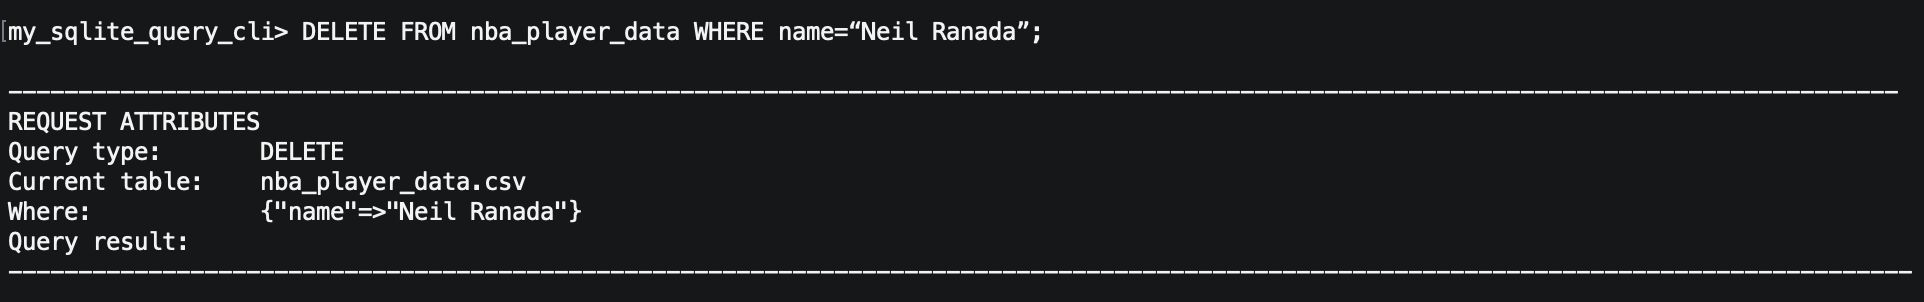 my_sqlite_query_cli> DELETE FROM nba_player_data WHERE name=“Neil Ranada”;
REQUEST ATTRIBUTES
Query type: DELETE
Current table: nba_player_data.csv
Where: {"name"=>"Neil Ranada"}
Query result: